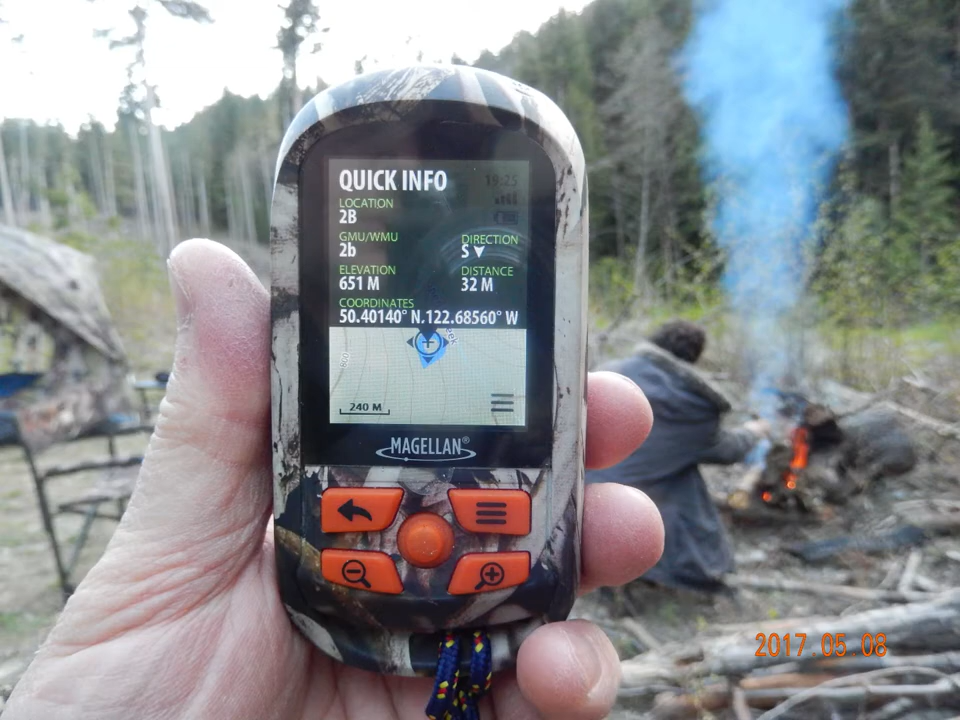 QUICK INFO
19:25
LOCATION
2B
GMU/WMU
2b
DIRECTION
S
ELEVATION
651 M
DISTANCE
32 M
COORDINATES
50.40140° N,122.68560° W
800
240 M
MAGELLAN®
2017.05.08